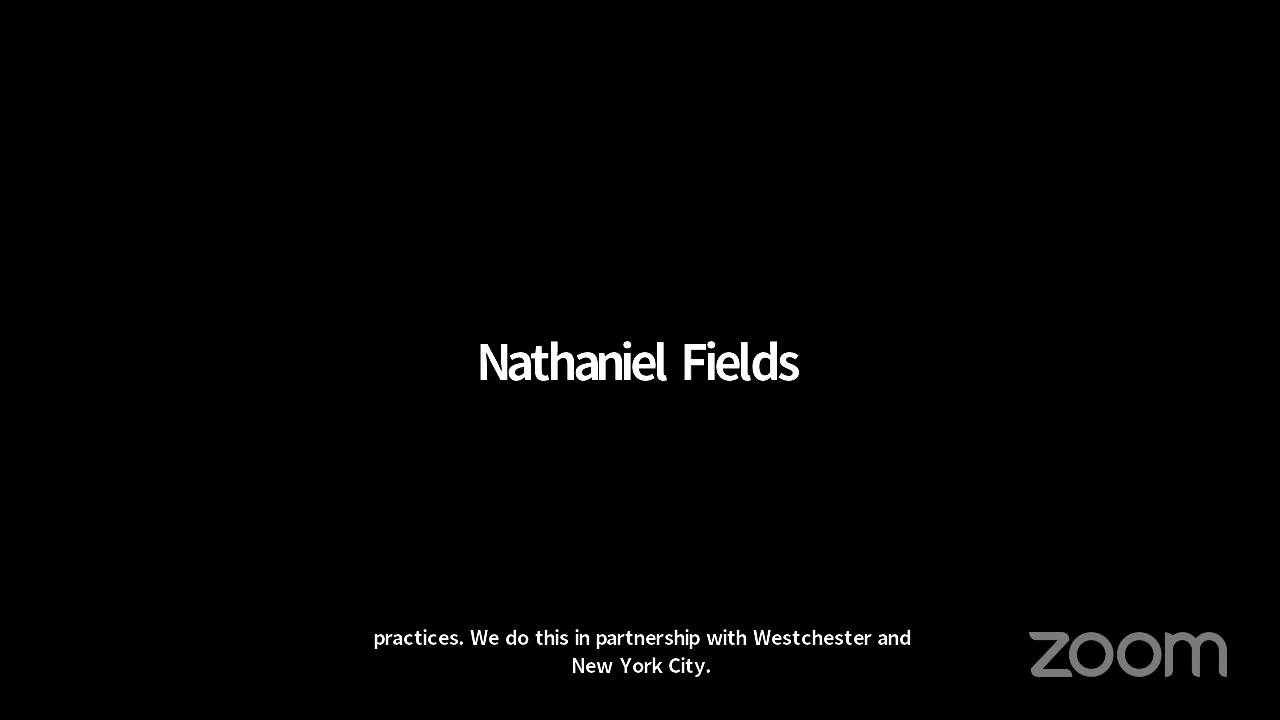 Nathaniel Fields
practices. We do this in partnership with Westchester and
New York City.
zoom